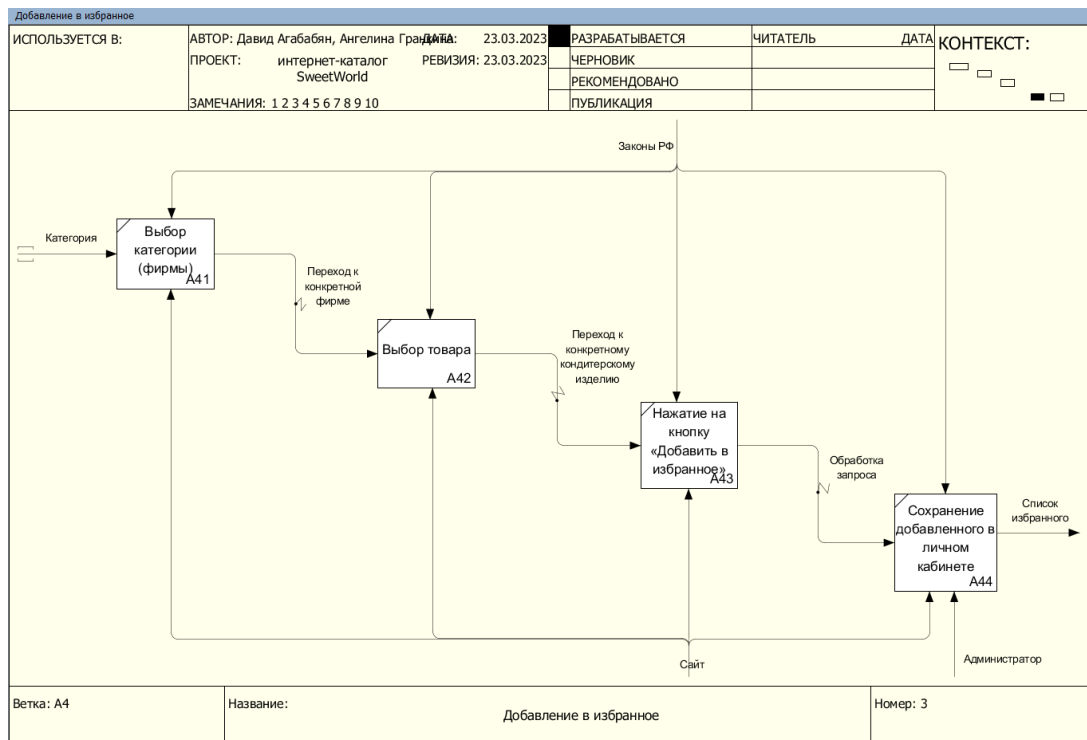 Добавление в избранное
ИСПОЛЬЗУЕТСЯ В:
АВТОР: Давид Агабабян, Ангелина
ДАТА: 23.03.2023
ПРОЕКТ: интернет-каталог
SweetWorld
РЕВИЗИЯ: 23.03.2023
ЗАМЕЧАНИЯ: 1 2 3 4 5 6 7 8 9 10
РАЗРАБАТЫВАЕТСЯ
ЧЕРНОВИК
РЕКОМЕНДОВАНО
ПУБЛИКАЦИЯ
ЧИТАТЕЛЬ
ДАТА
КОНТЕКСТ:
Законы РФ
Категория
Выбор
категории
(фирмы)
A41
Переход к
конкретной
фирме
Выбор товара
A42
Переход к
конкретному
кондитерскому
изделию
Нажатие на
кнопку
«Добавить в
избранное»
A43
Обработка
запроса
Сохранение
добавленного в
личном
кабинете
A44
Список
избранного
Сайт
Администратор
Ветка: A4
Название:
Добавление в избранное
Номер: 3